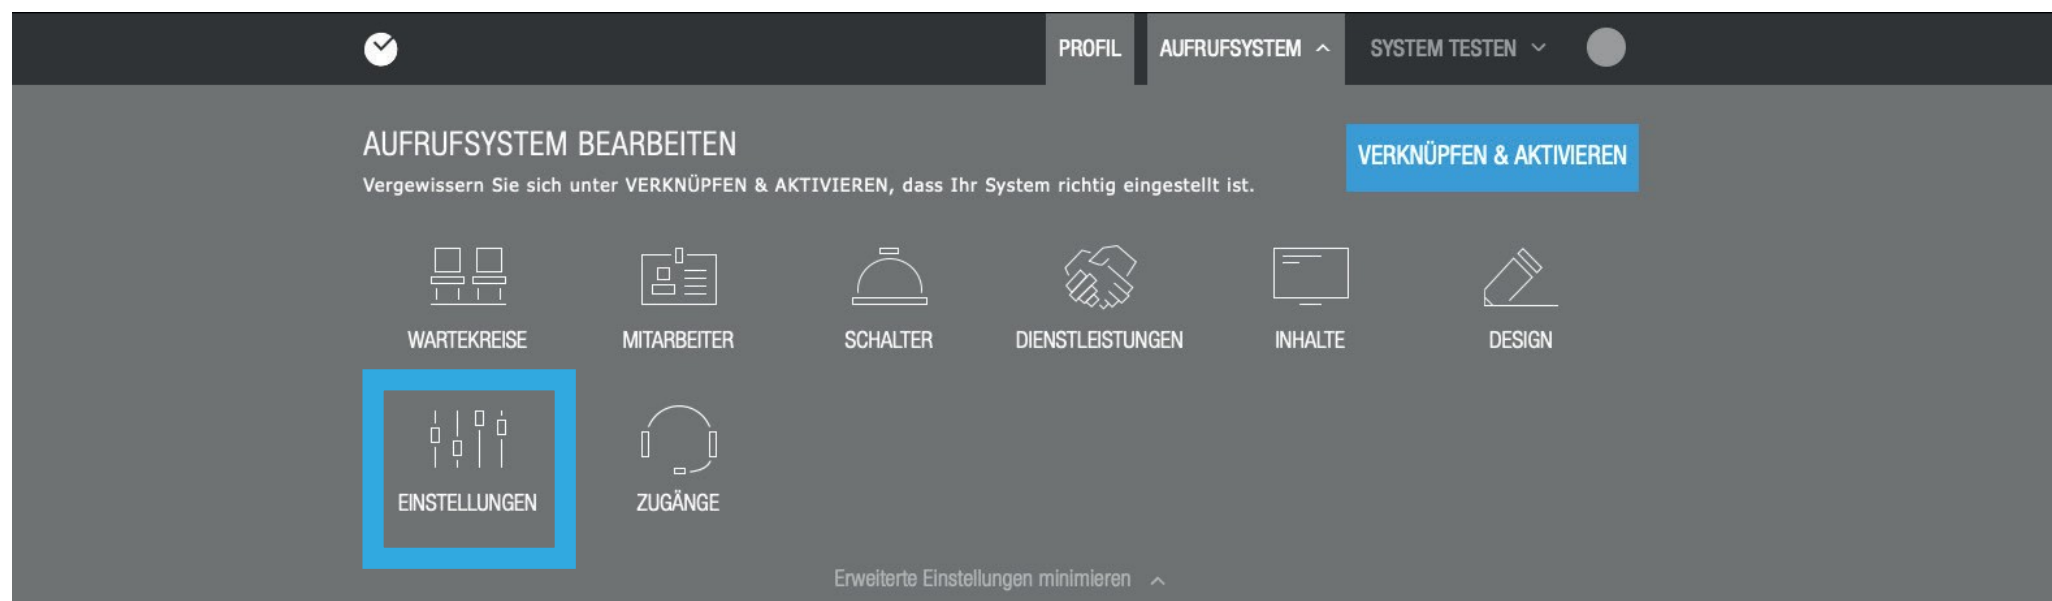 PROFIL AUFRUFSYSTEM SYSTEM TESTEN
AUFRUFSYSTEM BEARBEITEN
VERKNÜPFEN & AKTIVIEREN
Vergewissern Sie sich unter VERKNÜPFEN & AKTIVIEREN, dass Ihr System richtig eingestellt ist.
WARTEKREISE MITARBEITER SCHALTER DIENSTLEISTUNGEN INHALTE DESIGN
EINSTELLUNGEN ZUGÄNGE
Erweiterte Einstellungen minimieren